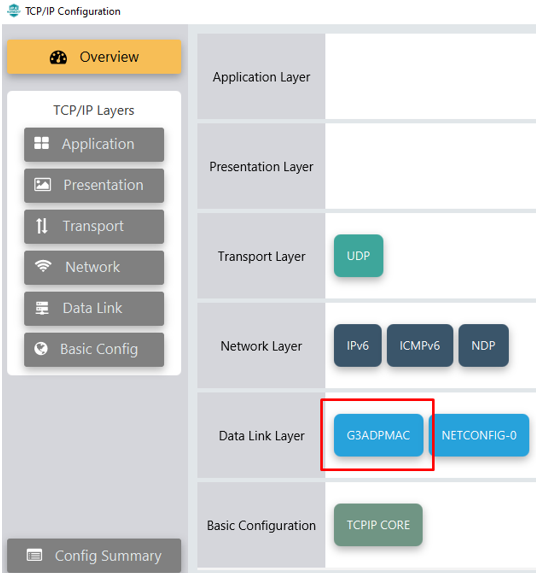 TCP/IP Configuration
Overview
TCP/IP Layers
Application
Presentation
Transport
Network
Data Link
Basic Config
Config Summary
Application Layer
Presentation Layer
Transport Layer
UDP
Network Layer
IPv6 ICMPv6 NDP
Data Link Layer
G3ADPMAC NETCONFIG-0
Basic Configuration
TCPIP CORE